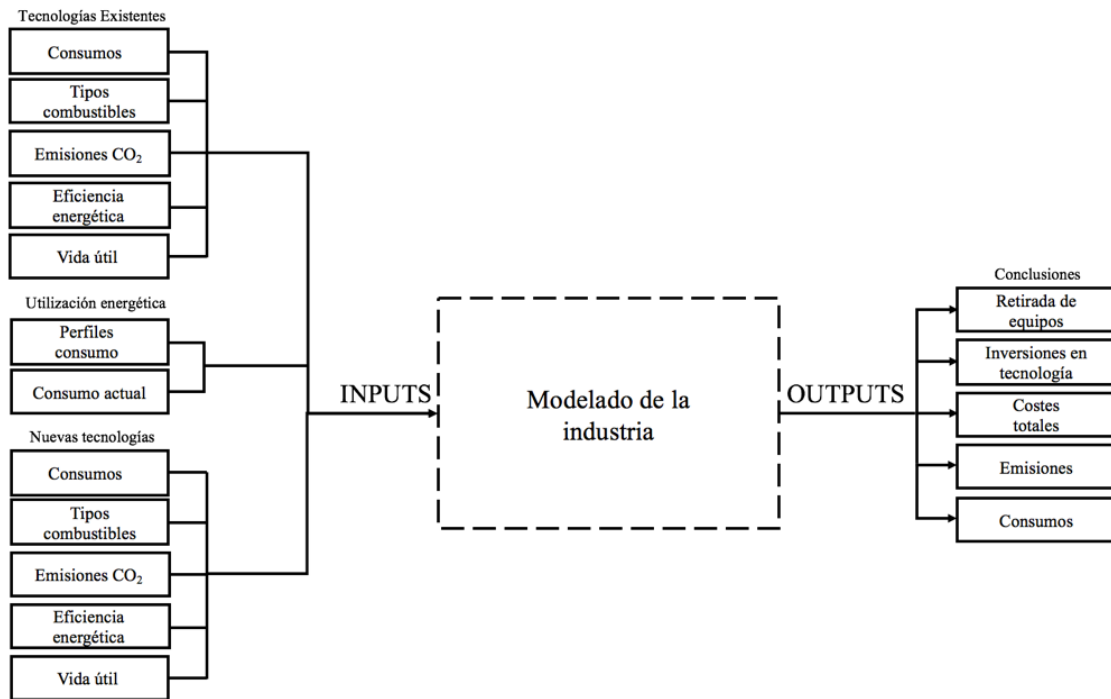 Tecnologías Existentes
Consumos
Tipos
combustibles
Emisiones CO₂
Eficiencia
energética
Vida útil
Utilización energética
Perfiles
consumo
Consumo actual
Nuevas tecnologías
Consumos
Tipos
combustibles
Emisiones CO₂
Eficiencia
energética
Vida útil
INPUTS
Modelado de la
industria
OUTPUTS
Conclusiones
Retirada de
equipos
Inversiones en
tecnología
Costes
totales
Emisiones
Consumos